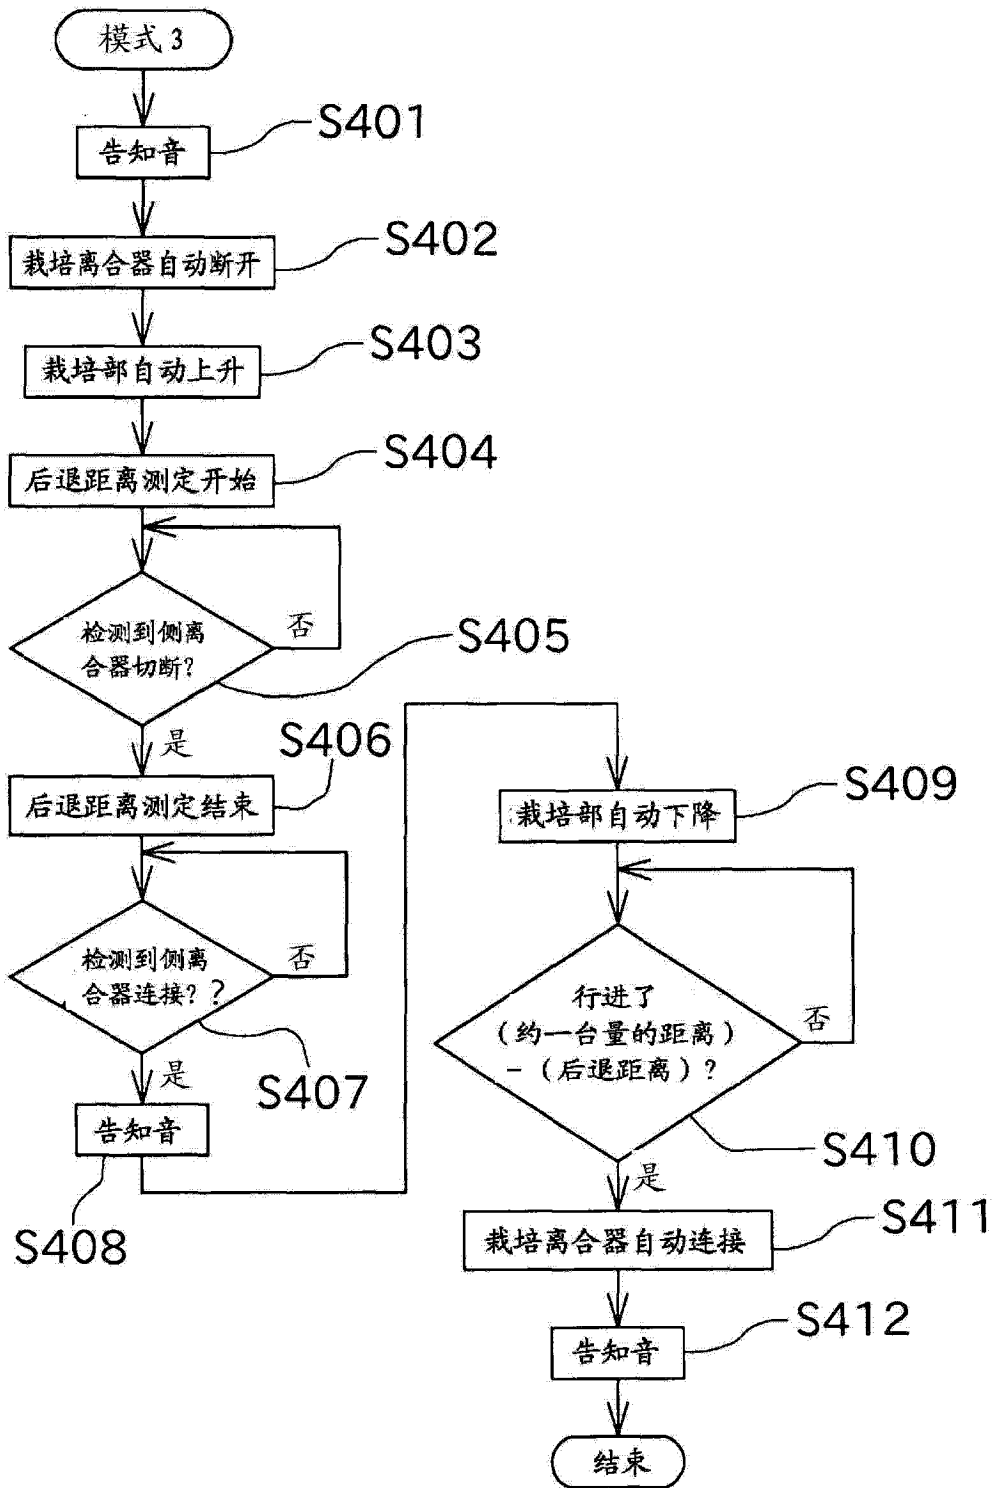 模式3
告知音
S401
栽培离合器自动断开
S402
栽培部自动上升
S403
后退距离测定开始
S404
检测到侧离
合器切断?
否
S405
是
后退距离测定结束
S406
检测到侧离
合器连接??
否
S407
是
告知音
S408
栽培部自动下降
S409
行进了
(约一台量的距离)
-(后退距离)?
否
S410
是
栽培离合器自动连接
S411
告知音
S412
结束